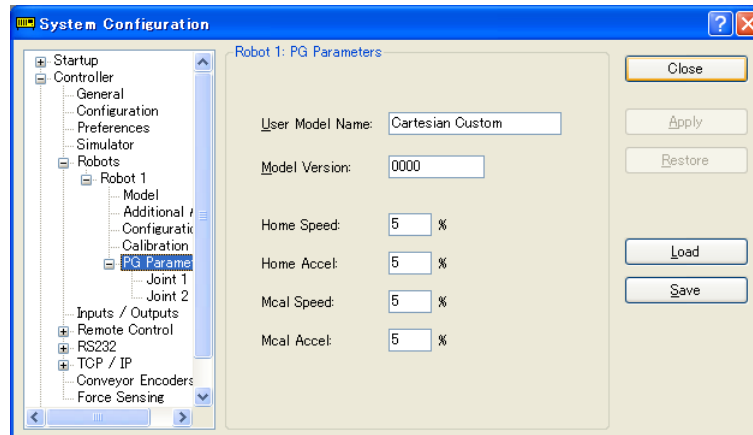 System Configuration
Startup
Controller
General
Configuration
Preferences
Simulator
Robots
Robot 1
Model
Additional
Configuratic
Calibration
PG Parame
Joint 1
Joint 2
Inputs / Outputs
Remote Control
RS232
TCP / IP
Conveyor Encoders
Force Sensing
Robot 1: PG Parameters
User Model Name: Cartesian Custom
Model Version: 0000
Home Speed: 5 %
Home Accel: 5 %
Mcal Speed: 5 %
Mcal Accel: 5 %
Close
Apply
Restore
Load
Save